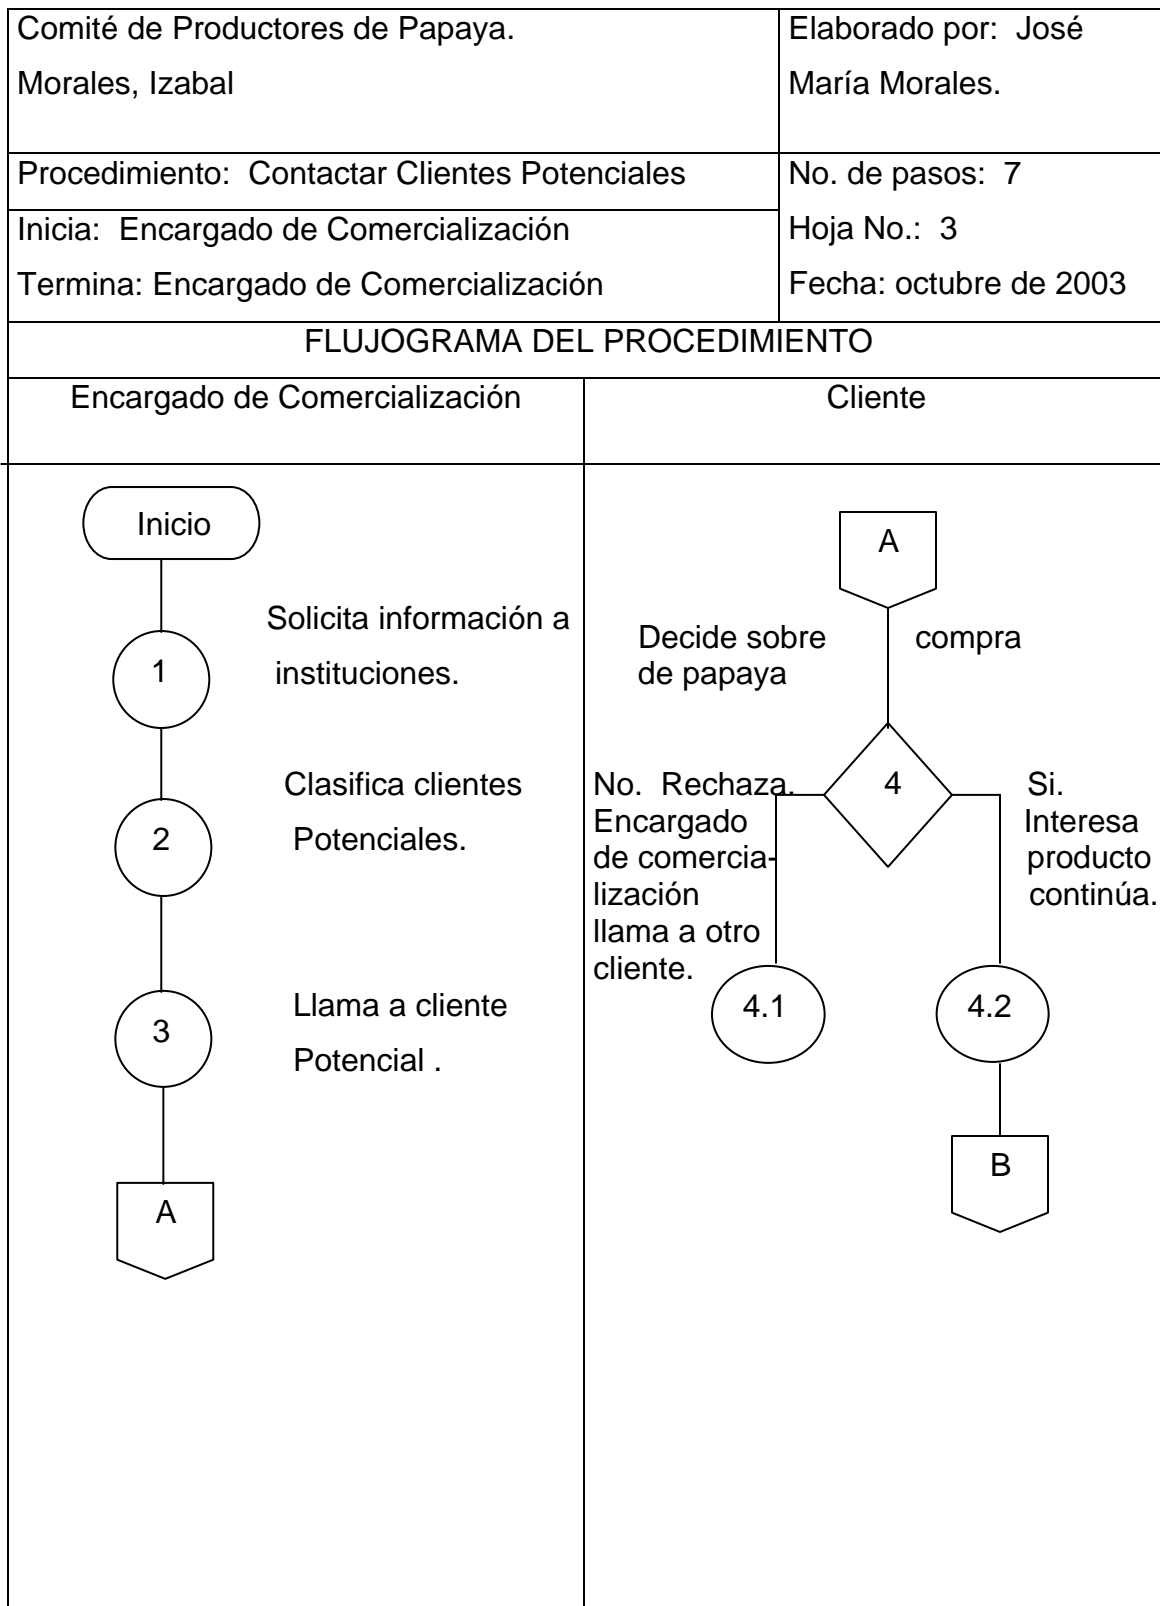 Comité de Productores de Papaya.
Morales, Izabal
Elaborado por: José
María Morales.
Procedimiento: Contactar Clientes Potenciales
Inicia: Encargado de Comercialización
Termina: Encargado de Comercialización
No. de pasos: 7
Hoja No.: 3
Fecha: octubre de 2003
FLUJOGRAMA DEL PROCEDIMIENTO
Encargado de Comercialización
Cliente
Inicio
Solicita información a
1
instituciones.
Clasifica clientes
2
Potenciales.
Llama a cliente
3
Potencial .
A
A
Decide sobre compra
de papaya
4
No. Rechaza.
Encargado
de comercia-
lización
llama a otro
cliente.
Si.
Interesa
producto
continúa.
4.1
4.2
B